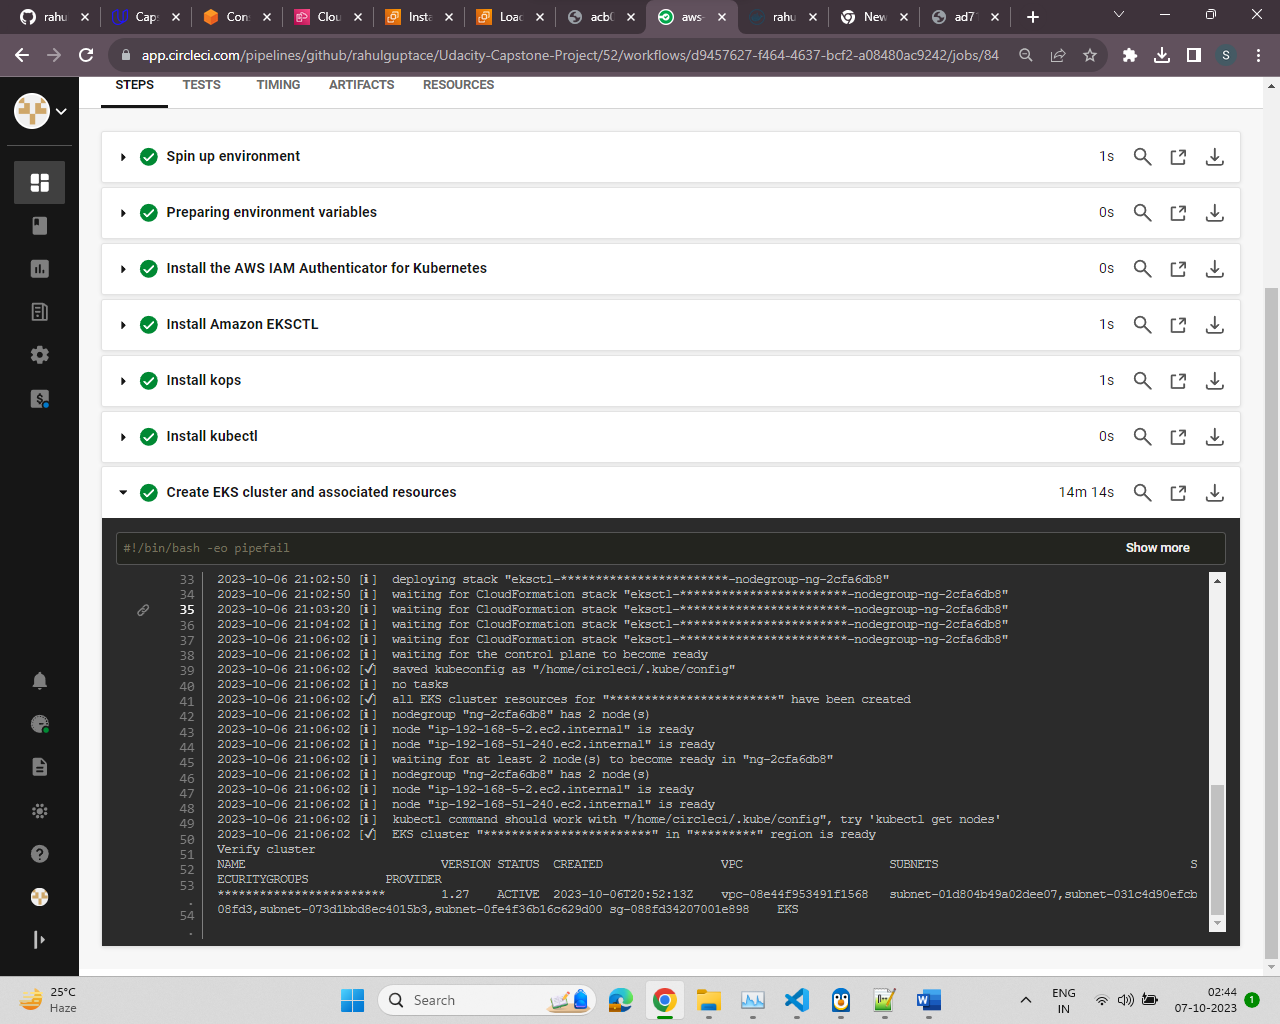 rahu
Caps
Cons
Clou
Insta
Load
acb0
aws-
rahu
New
ad7
app.circleci.com/pipelines/github/rahulguptace/Udacity-Capstone-Project/52/workflows/d9457627-f464-4637-bcf2-a08480ac9242/jobs/84
S
STEPS TESTS TIMING ARTIFACTS RESOURCES
Spin up environment 1s
Preparing environment variables 0s
Install the AWS IAM Authenticator for Kubernetes 0s
Install Amazon EKSCTL 1s
Install kops 1s
Install kubectl 0s
Create EKS cluster and associated resources 14m 14s
#!/bin/bash -eo pipefail Show more
33 2023-10-06 21:02:50 [ℹ] deploying stack "eksctl-************************-nodegroup-ng-2cfa6db8"
34 2023-10-06 21:02:50 [ℹ] waiting for CloudFormation stack "eksctl-************************-nodegroup-ng-2cfa6db8"
35 2023-10-06 21:03:20 [ℹ] waiting for CloudFormation stack "eksctl-************************-nodegroup-ng-2cfa6db8"
36 2023-10-06 21:04:02 [ℹ] waiting for CloudFormation stack "eksctl-************************-nodegroup-ng-2cfa6db8"
37 2023-10-06 21:06:02 [ℹ] waiting for CloudFormation stack "eksctl-************************-nodegroup-ng-2cfa6db8"
38 2023-10-06 21:06:02 [ℹ] waiting for the control plane to become ready
39 2023-10-06 21:06:02 [✔] saved kubeconfig as "/home/circleci/.kube/config"
40 2023-10-06 21:06:02 [ℹ] no tasks
41 2023-10-06 21:06:02 [✔] all EKS cluster resources for "************************" have been created
42 2023-10-06 21:06:02 [ℹ] nodegroup "ng-2cfa6db8" has 2 node(s)
43 2023-10-06 21:06:02 [ℹ] node "ip-192-168-5-2.ec2.internal" is ready
44 2023-10-06 21:06:02 [ℹ] node "ip-192-168-51-240.ec2.internal" is ready
45 2023-10-06 21:06:02 [ℹ] waiting for at least 2 node(s) to become ready in "ng-2cfa6db8"
46 2023-10-06 21:06:02 [ℹ] nodegroup "ng-2cfa6db8" has 2 node(s)
47 2023-10-06 21:06:02 [ℹ] node "ip-192-168-5-2.ec2.internal" is ready
48 2023-10-06 21:06:02 [ℹ] node "ip-192-168-51-240.ec2.internal" is ready
49 2023-10-06 21:06:02 [ℹ] kubectl command should work with "/home/circleci/.kube/config", try 'kubectl get nodes'
50 2023-10-06 21:06:02 [✔] EKS cluster "************************" in "*********" region is ready
51 Verify cluster
52 NAME VERSION STATUS CREATED VPC SUBNETS S
53 ECURITYGROUPS PROVIDER
. ************************ 1.27 ACTIVE 2023-10-06T20:52:13Z vpc-08e44f953491f1568 subnet-01d804b49a02dee07,subnet-031c4d90efcb
54 08fd3,subnet-073d1bbd8ec4015b3,subnet-0fe4f36b16c629d00 sg-088fd34207001e898 EKS
.
25°C
Haze
Search
ENG
IN
02:44
07-10-2023
1